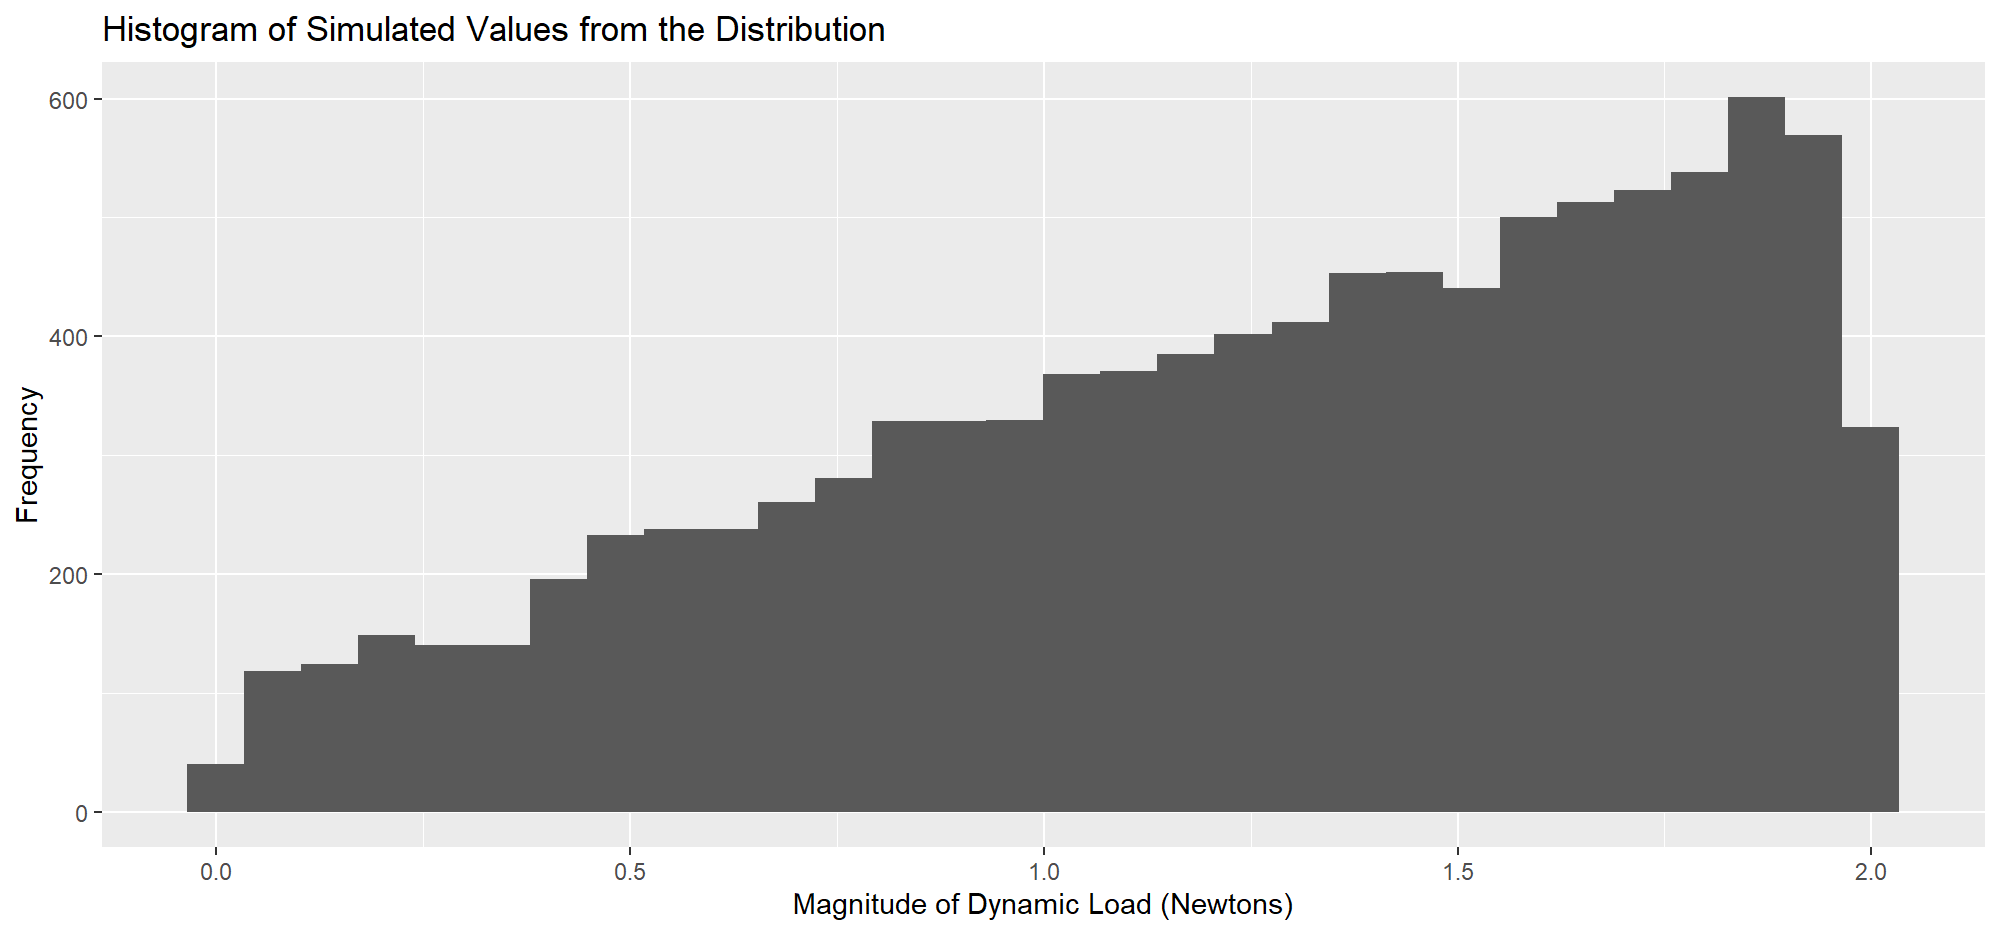 Histogram of Simulated Values from the Distribution
600
400
200
0
Frequency
0.0 0.5 1.0 1.5 2.0
Magnitude of Dynamic Load (Newtons)